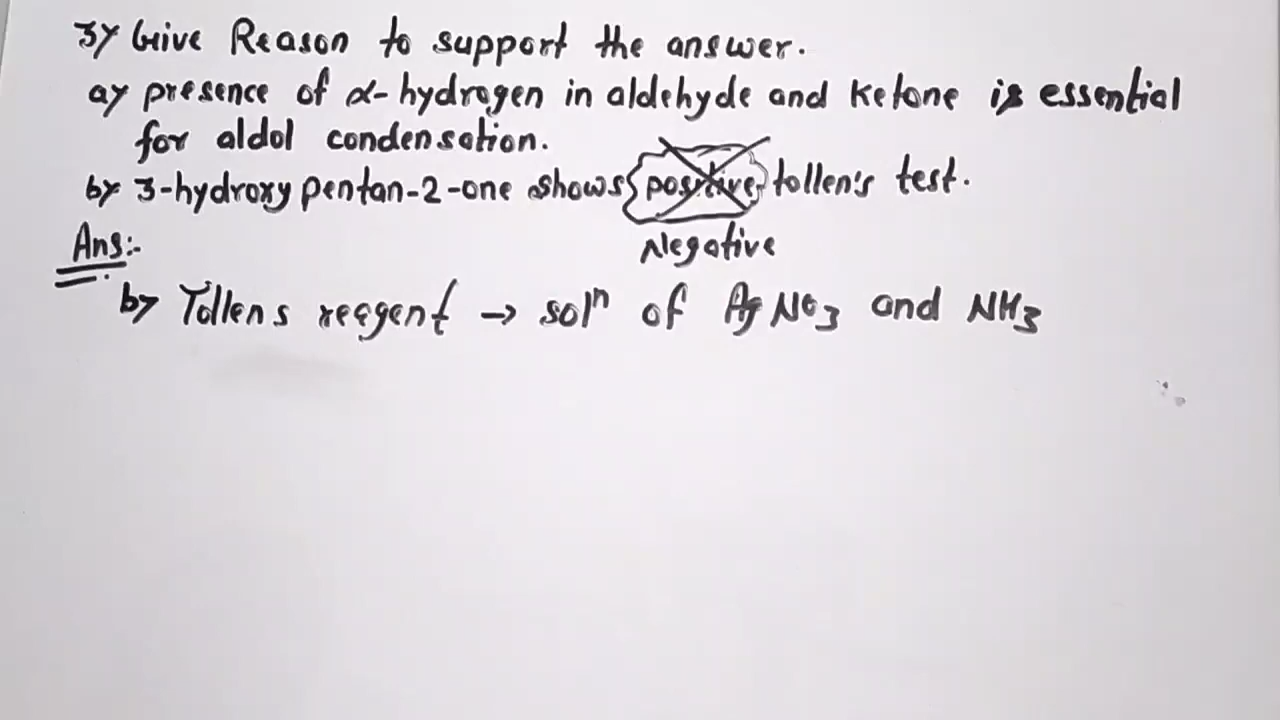 3) Give Reason to support the answer.
a) presence of α-hydrogen in aldehyde and Ketone is essential
for aldol condensation.
b) 3-hydroxy pentan-2-one shows positive tollen's test.
Negative
Ans:-
b) Tollens reagent → solⁿ of AgNO3 and NH3